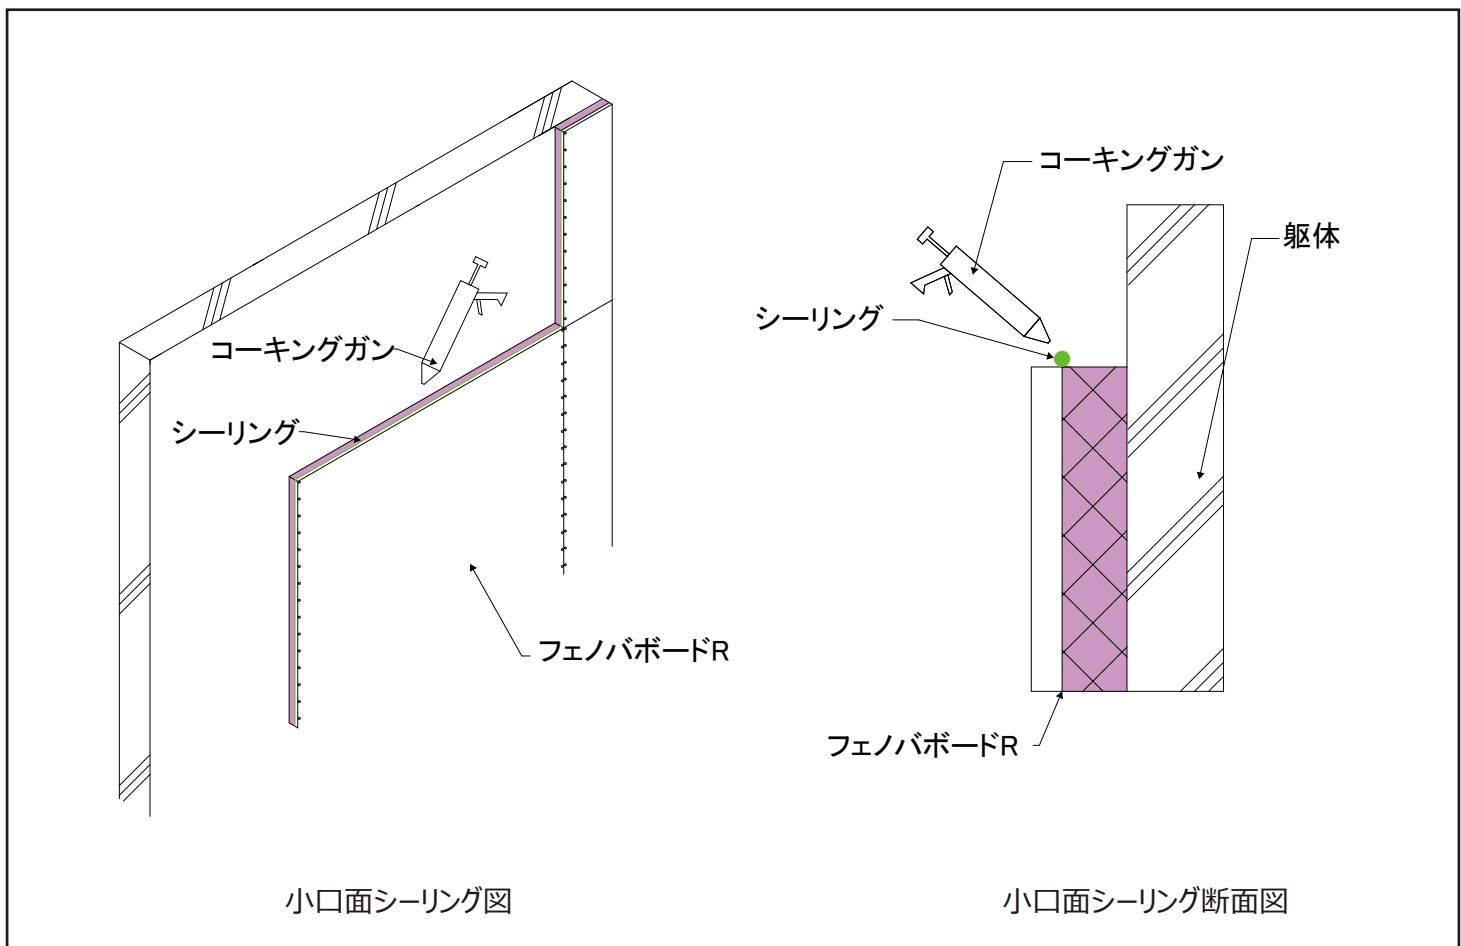 コーキングガン
シーリング
フェノバボードR
小口面シーリング図
コーキングガン
躯体
シーリング
フェノバボードR
小口面シーリング断面図